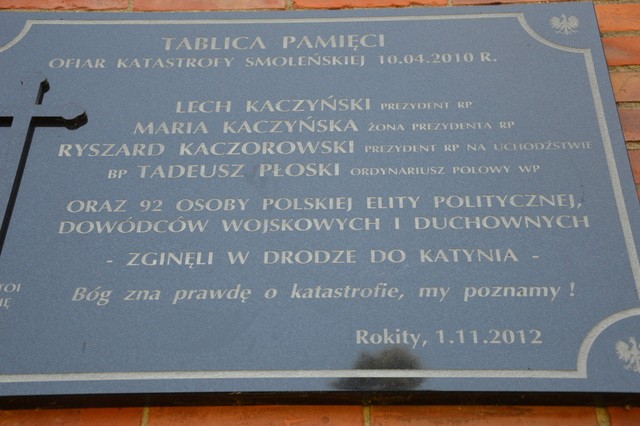 TABLICA PAMIĘCI
OFIAR KATASTROFY SMOLEŃSKIEJ 10.04.2010 R.
LECH KACZYŃSKI PREZYDENT RP
MARIA KACZYŃSKA ŻONA PREZYDENTA RP
RYSZARD KACZOROWSKI PREZYDENT RP NA UCHODŹSTWIE
BP TADEUSZ PŁOSKI ORDYNARIUSZ POLOWY WP
ORAZ 92 OSOBY POLSKIEJ ELITY POLITYCZNEJ,
DOWÓDCÓW WOJSKOWYCH I DUCHOWNYCH
- ZGINĘLI W DRODZE DO KATYNIA -
Bóg zna prawdę o katastrofie, my poznamy !
Rokity, 1.11.2012